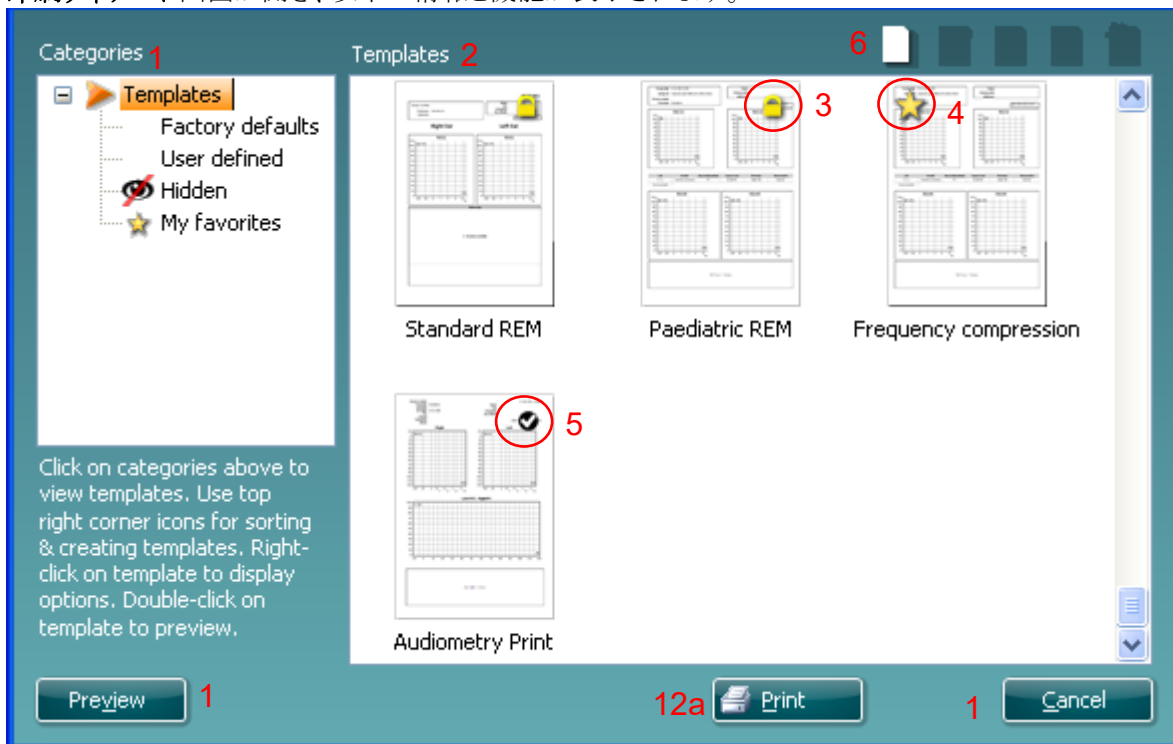 Categories 1
Templates 2
6
Templates
Factory defaults
User defined
Hidden
My favorites
3
4
Standard REM
Paediatric REM
Frequency compression
5
Audiometry Print
Click on categories above to
view templates. Use top
right corner icons for sorting
& creating templates. Right-
click on template to display
options. Double-click on
template to preview.
Preview 1
12a Print
1 Cancel